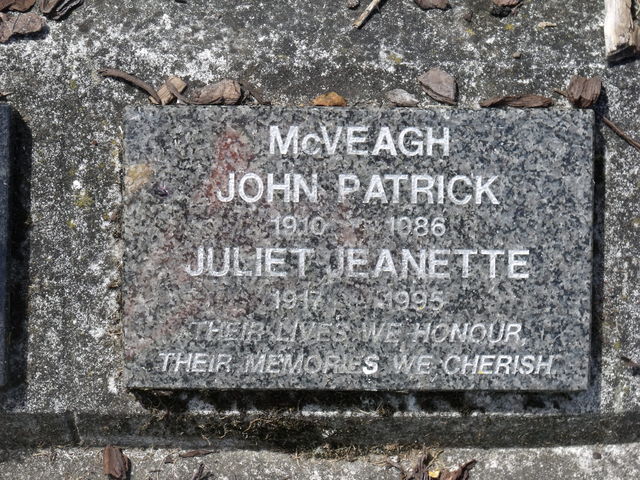 McVEAGH
JOHN PATRICK
1910 1986
JULIET JEANETTE
1917 1995
THEIR LIVES WE HONOUR,
THEIR MEMORIES WE CHERISH.